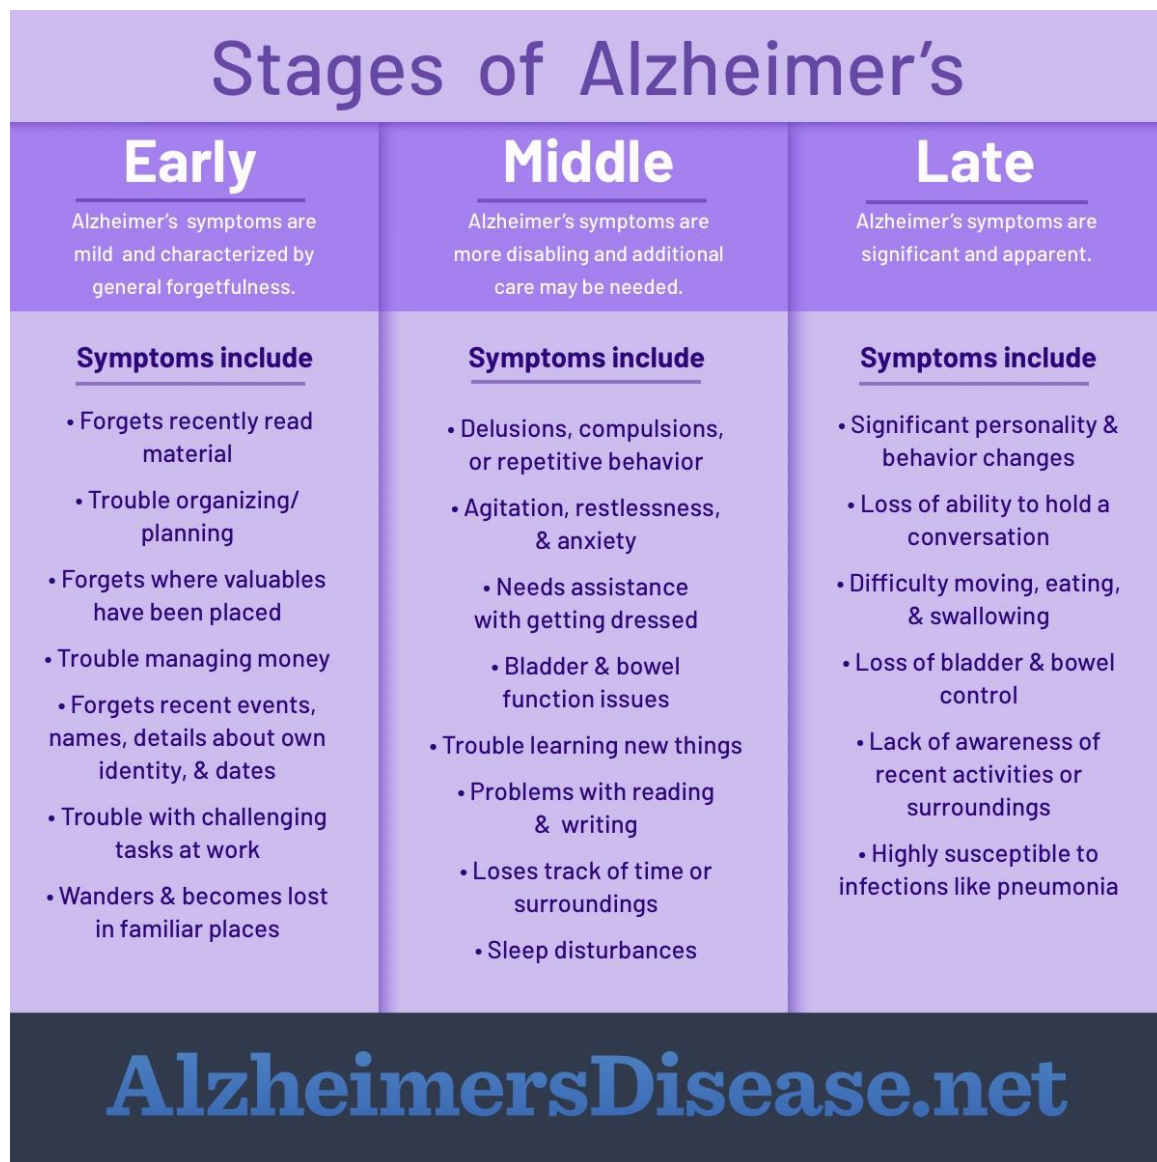 Stages of Alzheimer's
Early
Alzheimer's symptoms are
mild and characterized by
general forgetfulness.
Symptoms include
• Forgets recently read
material
• Trouble organizing/
planning
• Forgets where valuables
have been placed
• Trouble managing money
• Forgets recent events,
names, details about own
identity, & dates
• Trouble with challenging
tasks at work
• Wanders & becomes lost
in familiar places
Middle
Alzheimer's symptoms are
more disabling and additional
care may be needed.
Symptoms include
• Delusions, compulsions,
or repetitive behavior
• Agitation, restlessness,
& anxiety
• Needs assistance
with getting dressed
• Bladder & bowel
function issues
• Trouble learning new things
• Problems with reading
& writing
• Loses track of time or
surroundings
• Sleep disturbances
Late
Alzheimer's symptoms are
significant and apparent.
Symptoms include
• Significant personality &
behavior changes
• Loss of ability to hold a
conversation
• Difficulty moving, eating,
& swallowing
• Loss of bladder & bowel
control
• Lack of awareness of
recent activities or
surroundings
• Highly susceptible to
infections like pneumonia
AlzheimersDisease.net